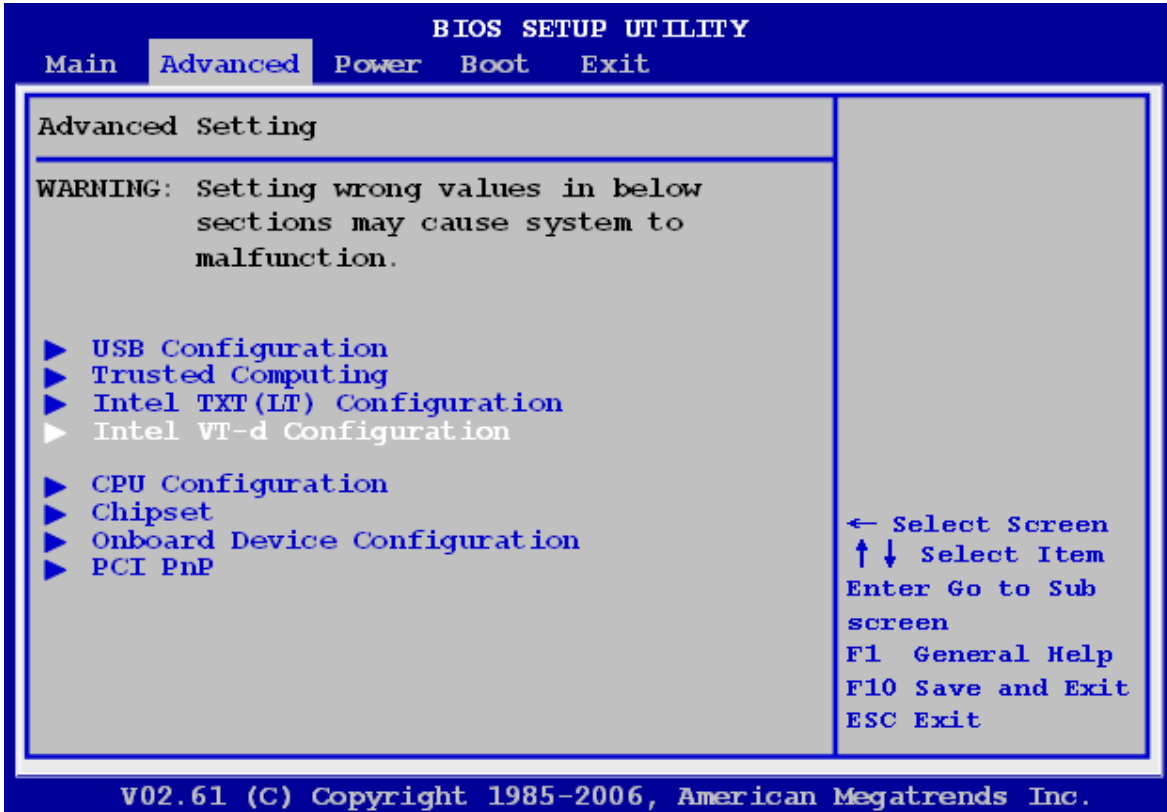 BIOS SETUP UTILITY
Main Advanced Power Boot Exit
Advanced Setting
WARNING: Setting wrong values in below
sections may cause system to
malfunction.
▶ USB Configuration
▶ Trusted Computing
▶ Intel TXT(LT) Configuration
▶ Intel VT-d Configuration
▶ CPU Configuration
▶ Chipset
▶ Onboard Device Configuration
▶ PCI PnP
← Select Screen
↑↓ Select Item
Enter Go to Sub
screen
F1 General Help
F10 Save and Exit
ESC Exit
V02.61 (C) Copyright 1985-2006, American Megatrends Inc.